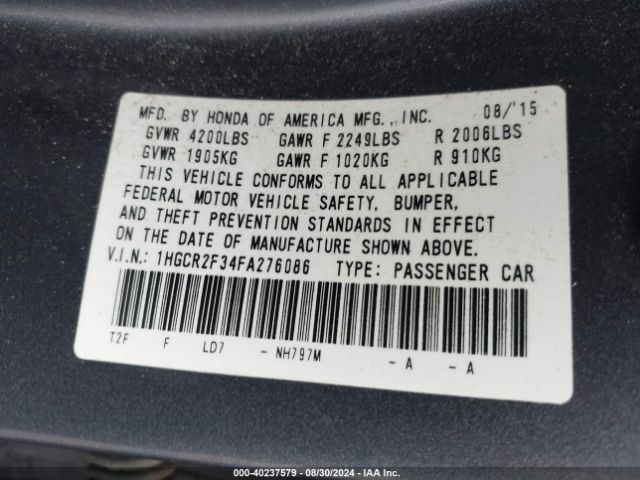 MFD. BY HONDA OF AMERICA MFG., INC. 08/'15
GVWR 4200LBS GAWR F 2249LBS R 2006LBS
GVWR 1905KG GAWR F 1020KG R 910KG
THIS VEHICLE CONFORMS TO ALL APPLICABLE
FEDERAL MOTOR VEHICLE SAFETY, BUMPER,
AND THEFT PREVENTION STANDARDS IN EFFECT
ON THE DATE OF MANUFACTURE SHOWN ABOVE.
V.I.N.: 1HGCR2F34FA276086 TYPE: PASSENGER CAR
T2F F LD7 - NH797M - A - A
000-40237579 - 08/30/2024 - IAA Inc.